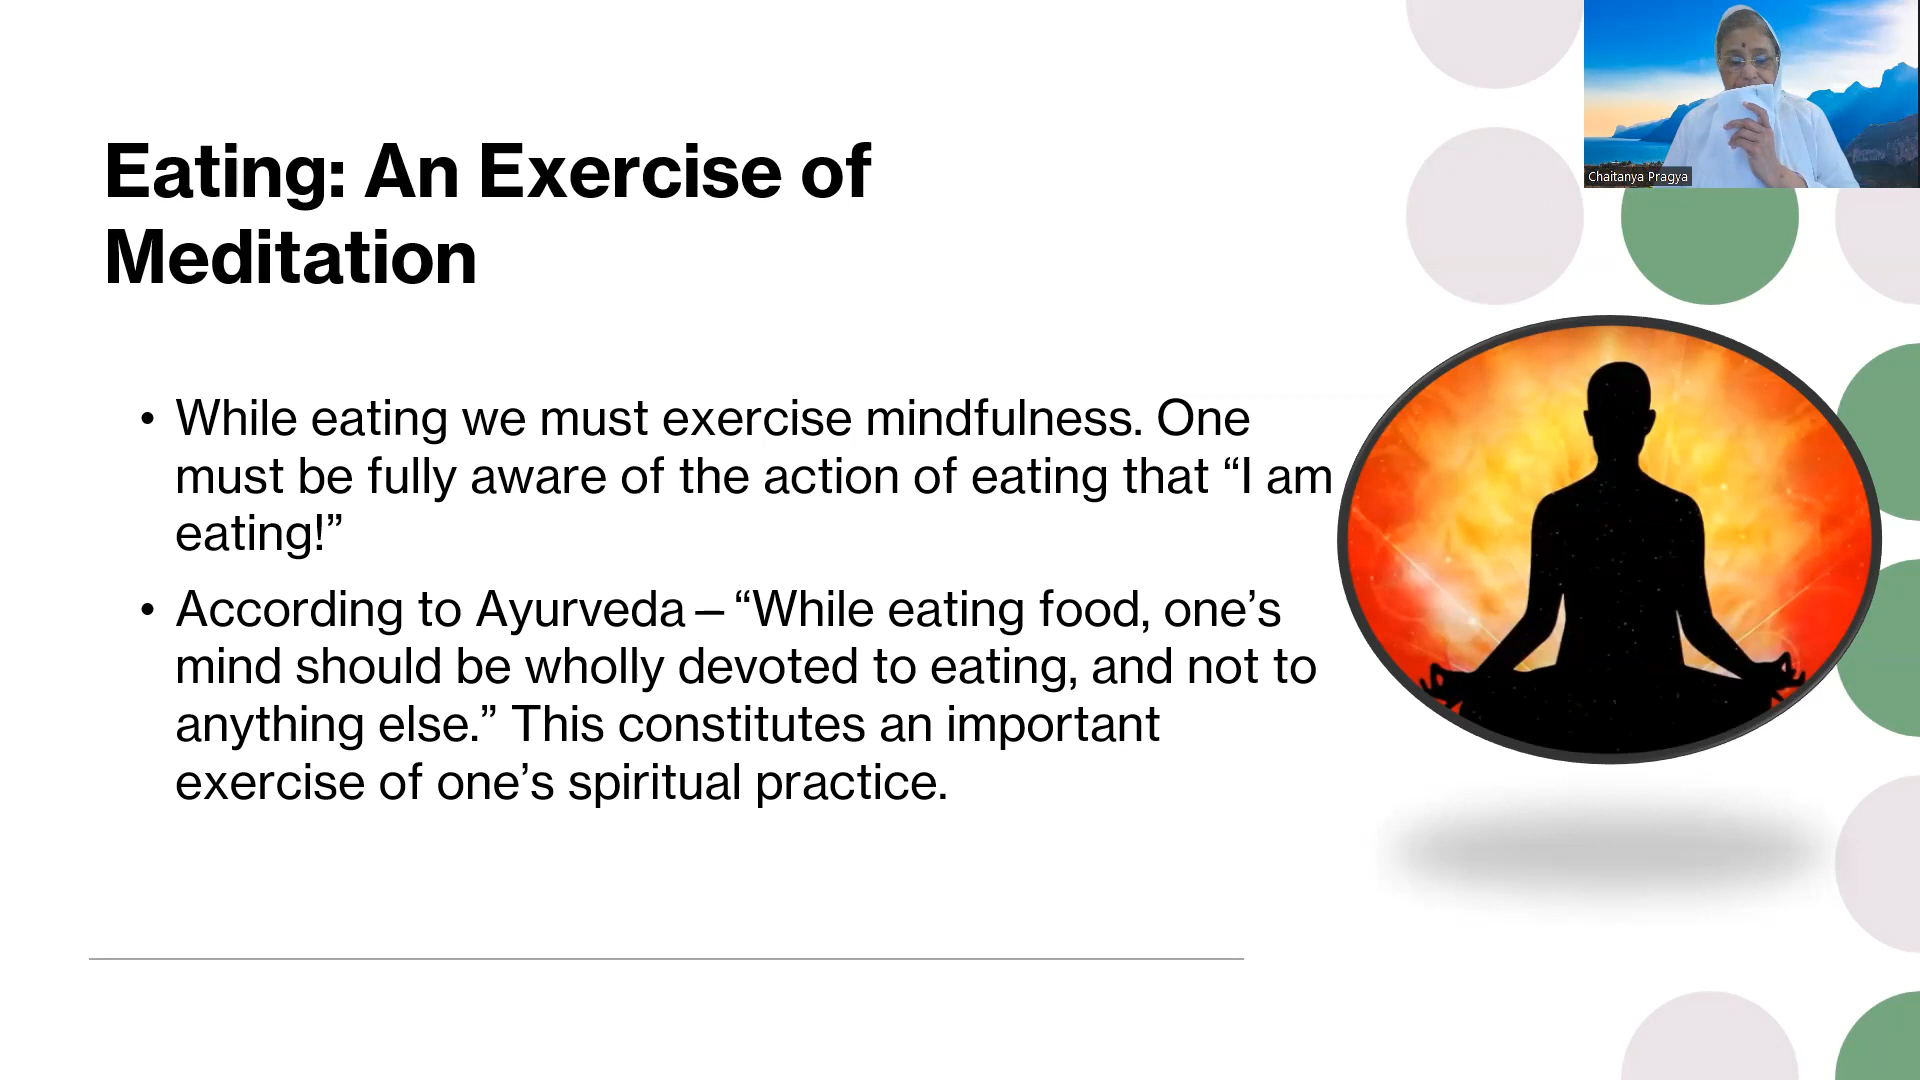 Eating: An Exercise of
Meditation
• While eating we must exercise mindfulness. One
must be fully aware of the action of eating that “I am
eating!”
• According to Ayurveda – “While eating food, one’s
mind should be wholly devoted to eating, and not to
anything else.” This constitutes an important
exercise of one’s spiritual practice.
Chaitanya Pragya